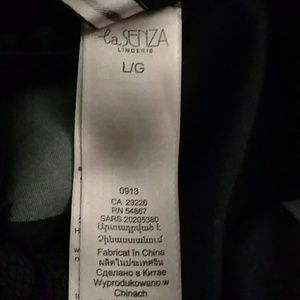 la SENZA
LINGERIE
L/G
0913
CA 23226
RN 54867
SARS 20205380
Արտադրված է
Չինաստանում
Fabricat în China
ผลิตในประเทศจีน
Сделано в Китае
Wyprodukowano w
Chinach